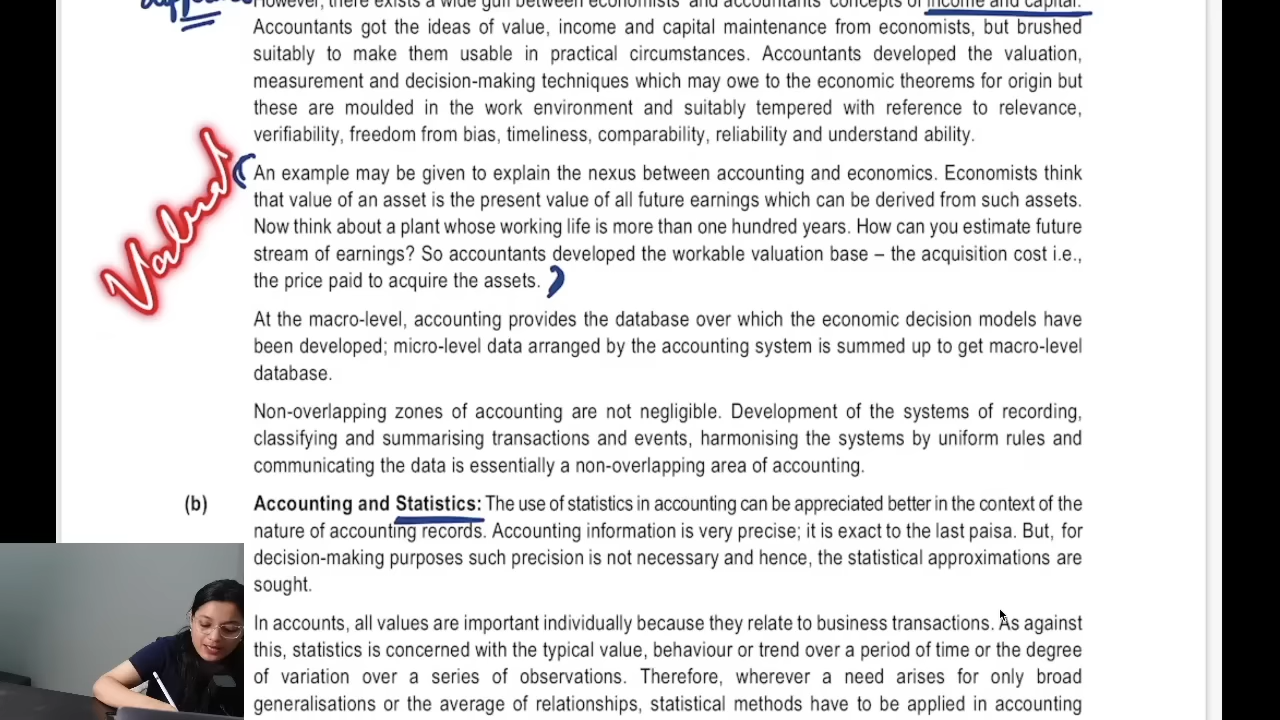 However, there exists a wide gulf between economists' and accountants' concepts of income and capital.
Accountants got the ideas of value, income and capital maintenance from economists, but brushed
suitably to make them usable in practical circumstances. Accountants developed the valuation,
measurement and decision-making techniques which may owe to the economic theorems for origin but
these are moulded in the work environment and suitably tempered with reference to relevance,
verifiability, freedom from bias, timeliness, comparability, reliability and understand ability.
An example may be given to explain the nexus between accounting and economics. Economists think
that value of an asset is the present value of all future earnings which can be derived from such assets.
Now think about a plant whose working life is more than one hundred years. How can you estimate future
stream of earnings? So accountants developed the workable valuation base – the acquisition cost i.e.,
the price paid to acquire the assets.
At the macro-level, accounting provides the database over which the economic decision models have
been developed; micro-level data arranged by the accounting system is summed up to get macro-level
database.
Non-overlapping zones of accounting are not negligible. Development of the systems of recording,
classifying and summarising transactions and events, harmonising the systems by uniform rules and
communicating the data is essentially a non-overlapping area of accounting.
(b) Accounting and Statistics: The use of statistics in accounting can be appreciated better in the context of the
nature of accounting records. Accounting information is very precise; it is exact to the last paisa. But, for
decision-making purposes such precision is not necessary and hence, the statistical approximations are
sought.
In accounts, all values are important individually because they relate to business transactions. As against
this, statistics is concerned with the typical value, behaviour or trend over a period of time or the degree
of variation over a series of observations. Therefore, wherever a need arises for only broad
generalisations or the average of relationships, statistical methods have to be applied in accounting